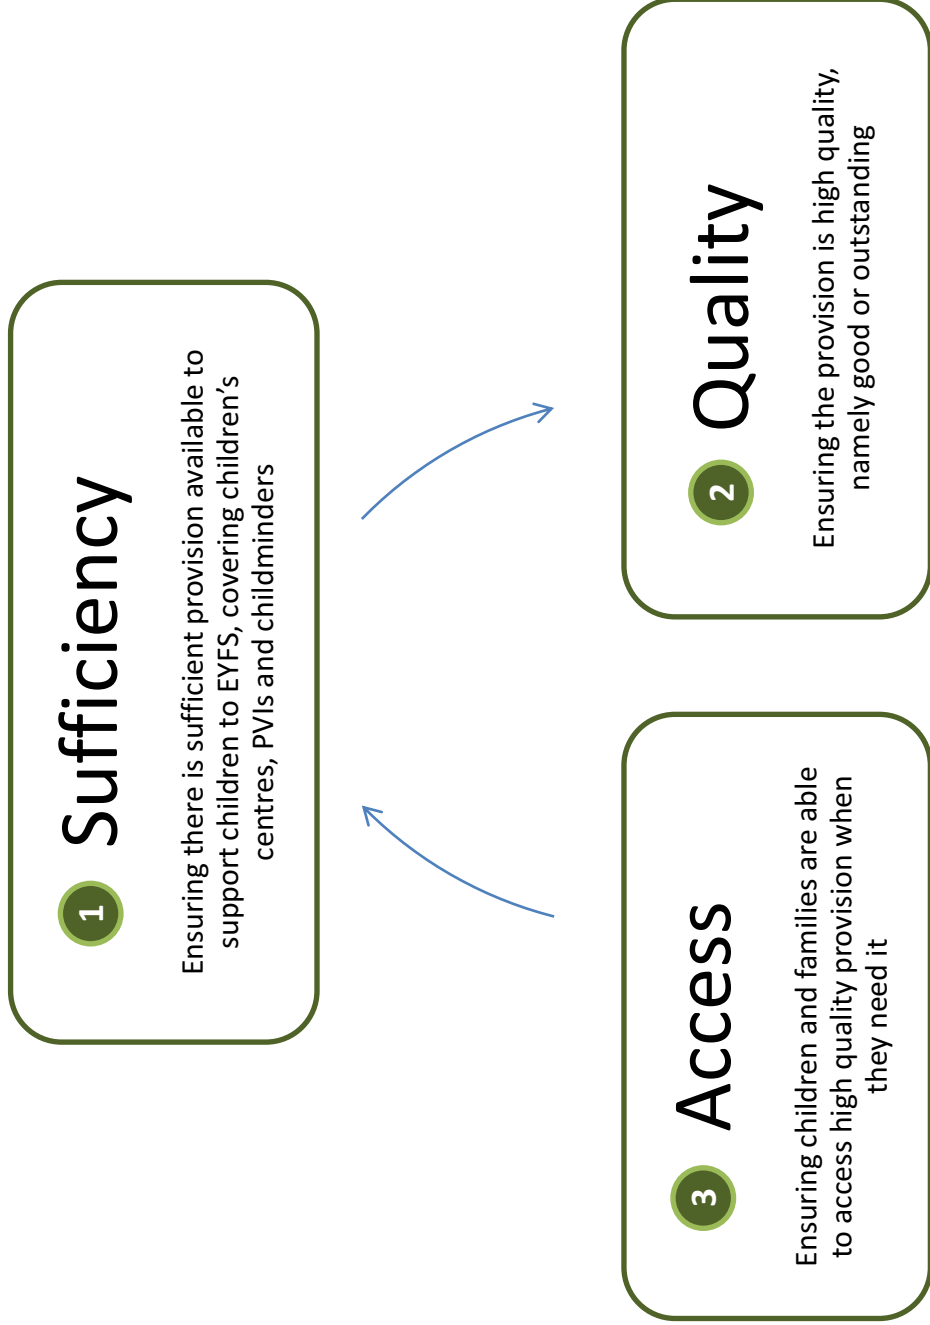 1 Sufficiency
Ensuring there is sufficient provision available to
support children to EYFS, covering children’s
centres, PVIs and childminders
2 Quality
Ensuring the provision is high quality,
namely good or outstanding
3 Access
Ensuring children and families are able
to access high quality provision when
they need it